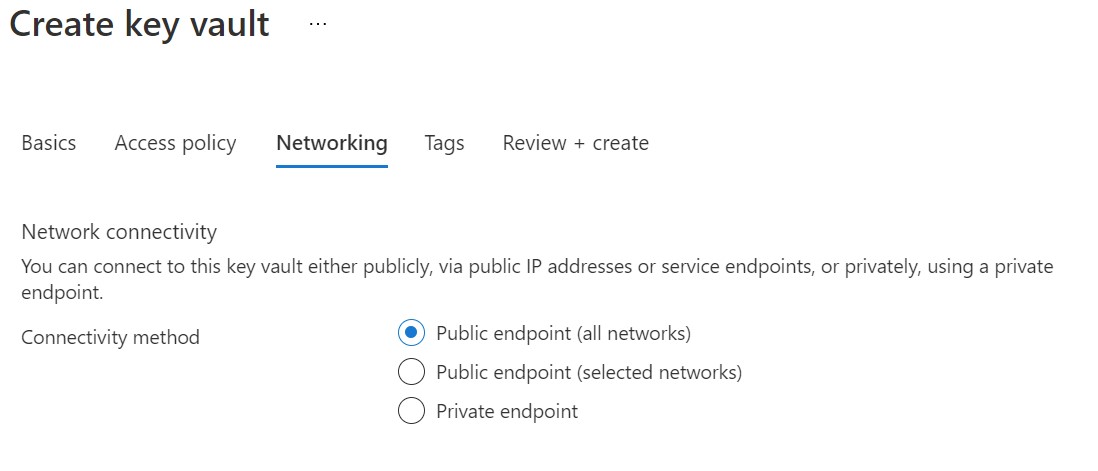 Create key vault ...
Basics Access policy Networking Tags Review + create
Network connectivity
You can connect to this key vault either publicly, via public IP addresses or service endpoints, or privately, using a private
endpoint.
Connectivity method
Public endpoint (all networks)
Public endpoint (selected networks)
Private endpoint